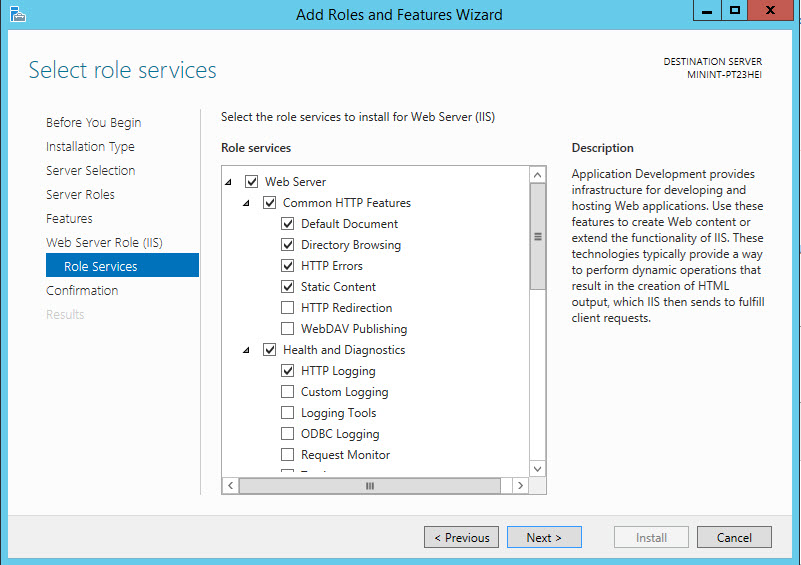 Add Roles and Features Wizard
Select role services
DESTINATION SERVER
MININT-PT23HEI
Before You Begin
Installation Type
Server Selection
Server Roles
Features
Web Server Role (IIS)
Role Services
Confirmation
Results
Select the role services to install for Web Server (IIS)
Role services
Web Server
Common HTTP Features
Default Document
Directory Browsing
HTTP Errors
Static Content
HTTP Redirection
WebDAV Publishing
Health and Diagnostics
HTTP Logging
Custom Logging
Logging Tools
ODBC Logging
Request Monitor
Description
Application Development provides
infrastructure for developing and
hosting Web applications. Use these
features to create Web content or
extend the functionality of IIS. These
technologies typically provide a way
to perform dynamic operations that
result in the creation of HTML
output, which IIS then sends to fulfill
client requests.
< Previous
Next >
Install
Cancel